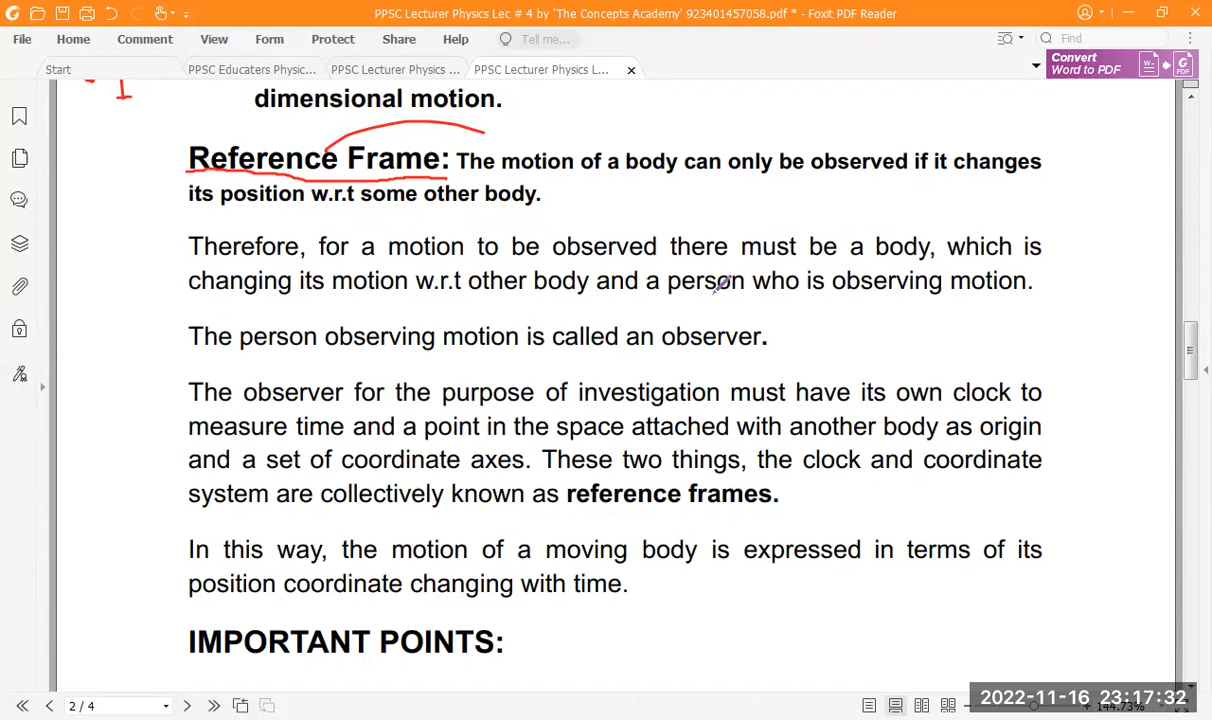 PPSC Lecturer Physics Lec # 4 by 'The Concepts Academy' 923401457058.pdf * - Foxit PDF Reader
File Home Comment View Form Protect Share Help Tell me... Find
Start PPSC Educaters Physic... PPSC Lecturer Physics ... PPSC Lecturer Physics L... Convert
Word to PDF
dimensional motion.
Reference Frame: The motion of a body can only be observed if it changes
its position w.r.t some other body.
Therefore, for a motion to be observed there must be a body, which is
changing its motion w.r.t other body and a person who is observing motion.
The person observing motion is called an observer.
The observer for the purpose of investigation must have its own clock to
measure time and a point in the space attached with another body as origin
and a set of coordinate axes. These two things, the clock and coordinate
system are collectively known as reference frames.
In this way, the motion of a moving body is expressed in terms of its
position coordinate changing with time.
IMPORTANT POINTS:
2 / 4
2022-11-16 23:17:32
144.73%